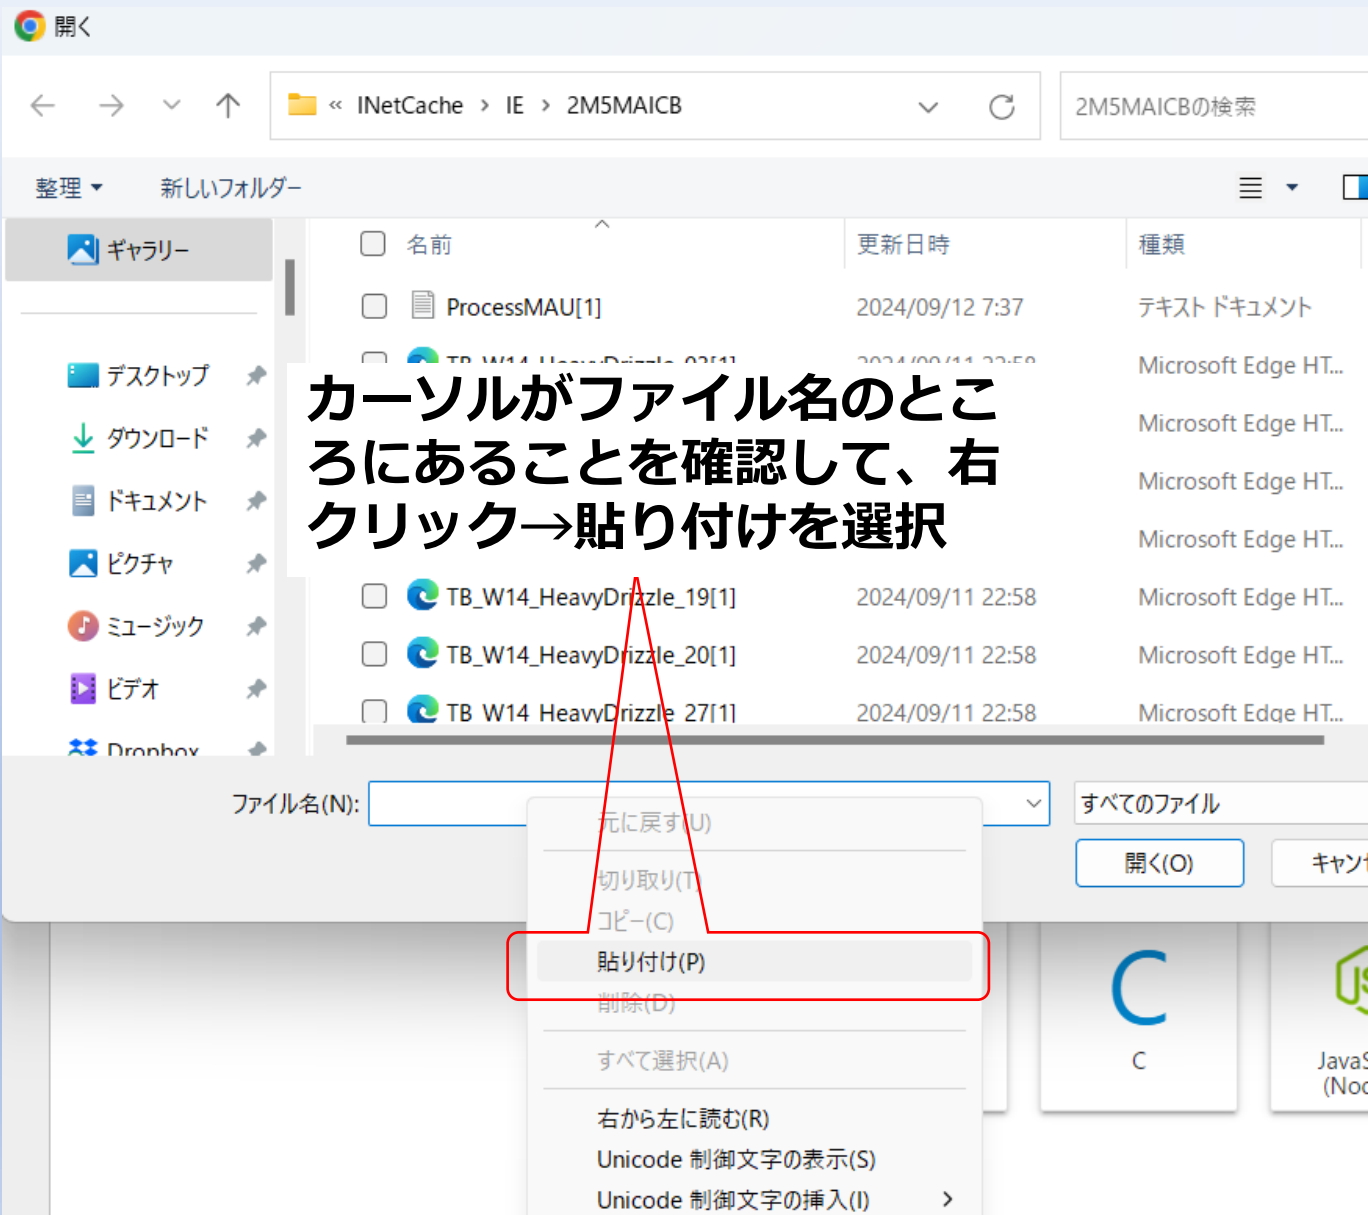 開く
« INetCache > IE > 2M5MAICB
2M5MAICBの検索
整理
新しいフォルダー
ギャラリー
名前
更新日時
種類
ProcessMAU[1]
2024/09/12 7:37
テキスト ドキュメント
Microsoft Edge HT...
デスクトップ
カーソルがファイル名のとこ
ろにあることを確認して、右
クリック→貼り付けを選択
Microsoft Edge HT...
ダウンロード
Microsoft Edge HT...
ドキュメント
Microsoft Edge HT...
ピクチャ
TB_W14_HeavyDrizzle_19[1]
2024/09/11 22:58
Microsoft Edge HT...
ミュージック
TB_W14_HeavyDrizzle_20[1]
2024/09/11 22:58
Microsoft Edge HT...
ビデオ
TB_W14_HeavyDrizzle_27[1]
2024/09/11 22:58
Microsoft Edge HT...
Dropbox
ファイル名(N):
すべてのファイル
開く(O)
キャン
元に戻す(U)
切り取り(T)
コピー(C)
貼り付け(P)
削除(D)
すべて選択(A)
右から左に読む(R)
Unicode 制御文字の表示(S)
Unicode 制御文字の挿入(I)
C
C
JS
JavaS
(Noc